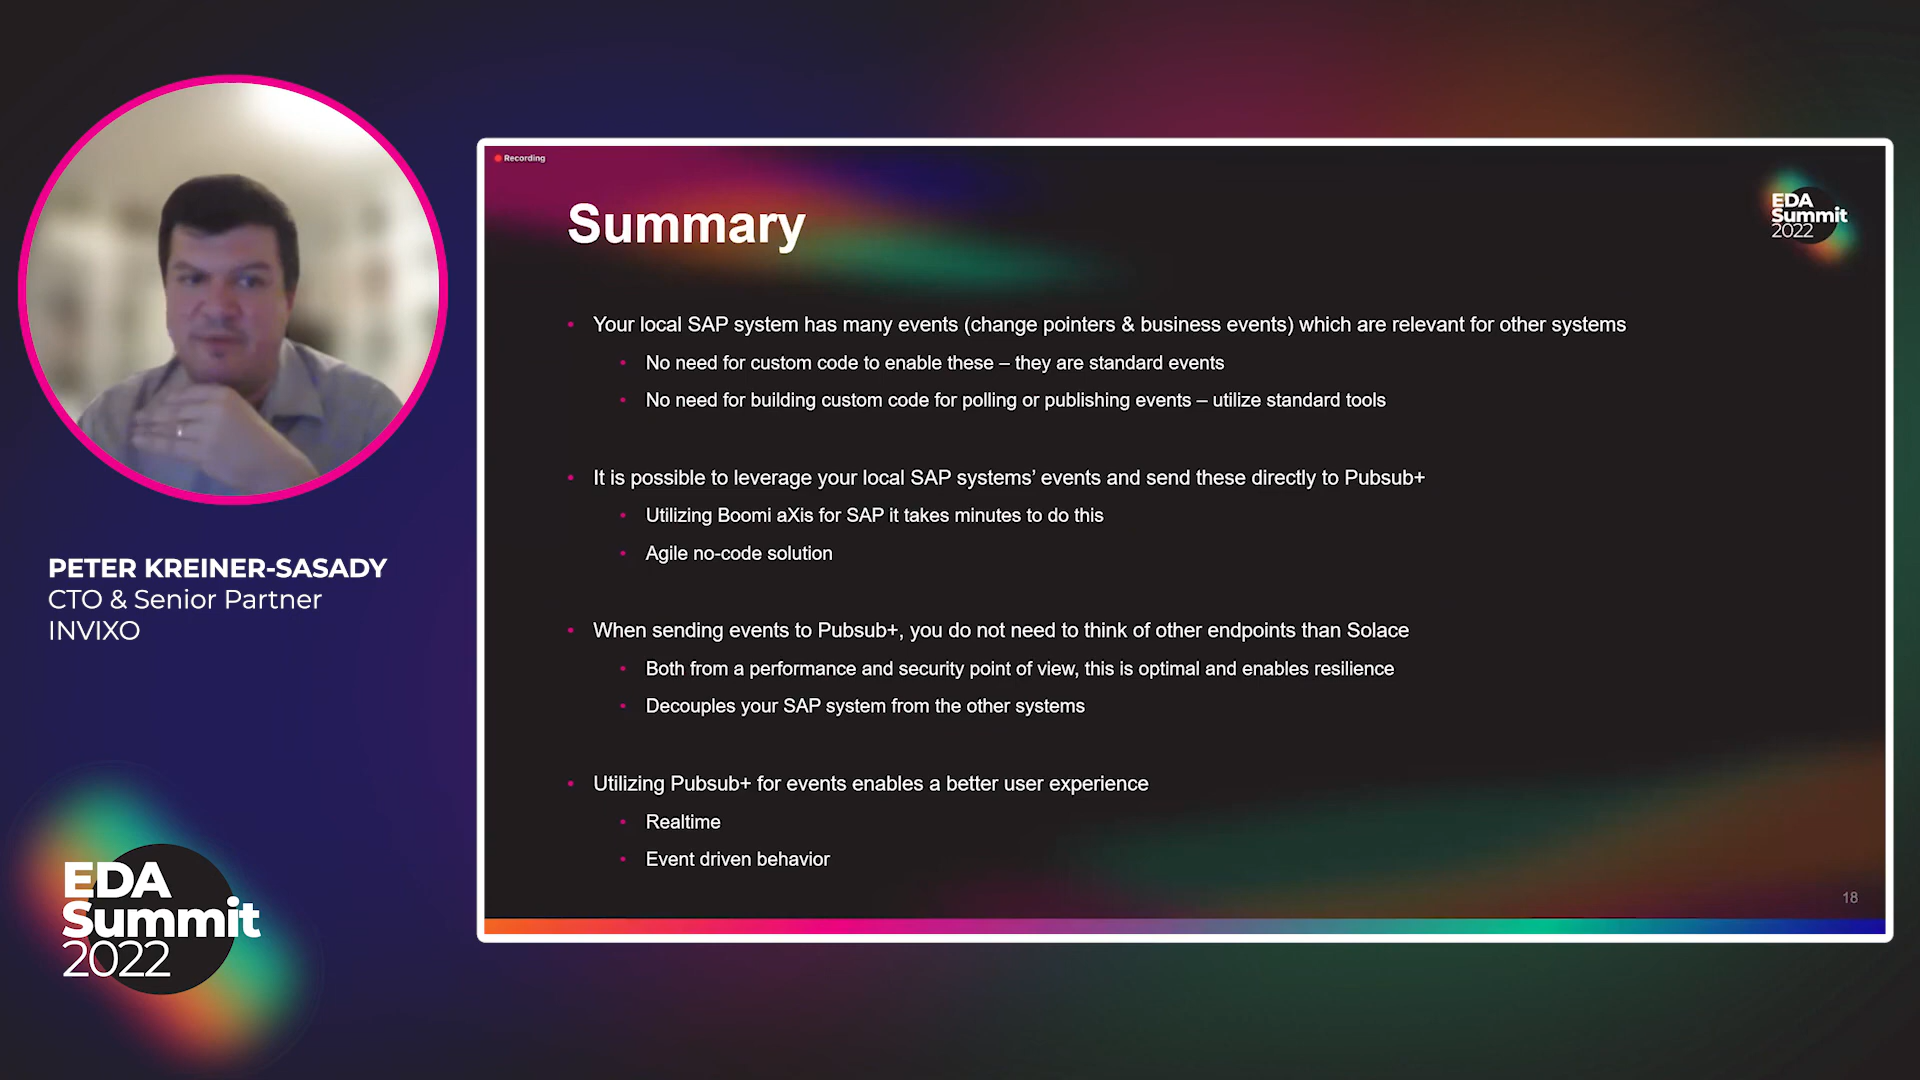 Recording
EDA
Summit
2022
Summary
• Your local SAP system has many events (change pointers & business events) which are relevant for other systems
• No need for custom code to enable these – they are standard events
• No need for building custom code for polling or publishing events – utilize standard tools
• It is possible to leverage your local SAP systems’ events and send these directly to Pubsub+
• Utilizing Boomi aXis for SAP it takes minutes to do this
• Agile no-code solution
• When sending events to Pubsub+, you do not need to think of other endpoints than Solace
• Both from a performance and security point of view, this is optimal and enables resilience
• Decouples your SAP system from the other systems
• Utilizing Pubsub+ for events enables a better user experience
• Realtime
• Event driven behavior
18
PETER KREINER-SASADY
CTO & Senior Partner
INVIXO
EDA
Summit
2022